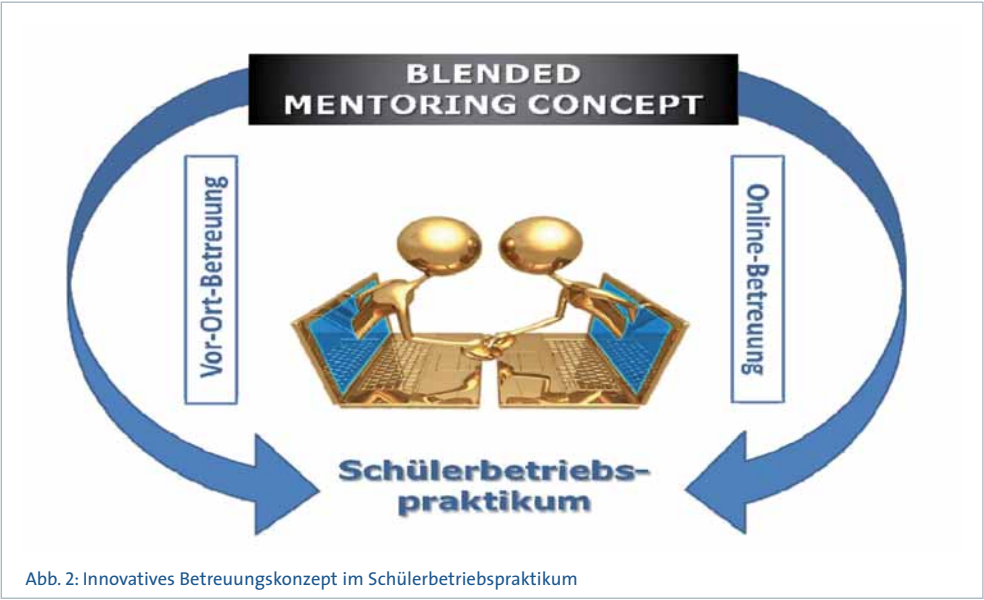 BLENDED
MENTORING CONCEPT
Vor-Ort-Betreuung
Online-Betreuung
Schülerbetriebs-
praktikum
Abb. 2: Innovatives Betreuungskonzept im Schülerbetriebspraktikum